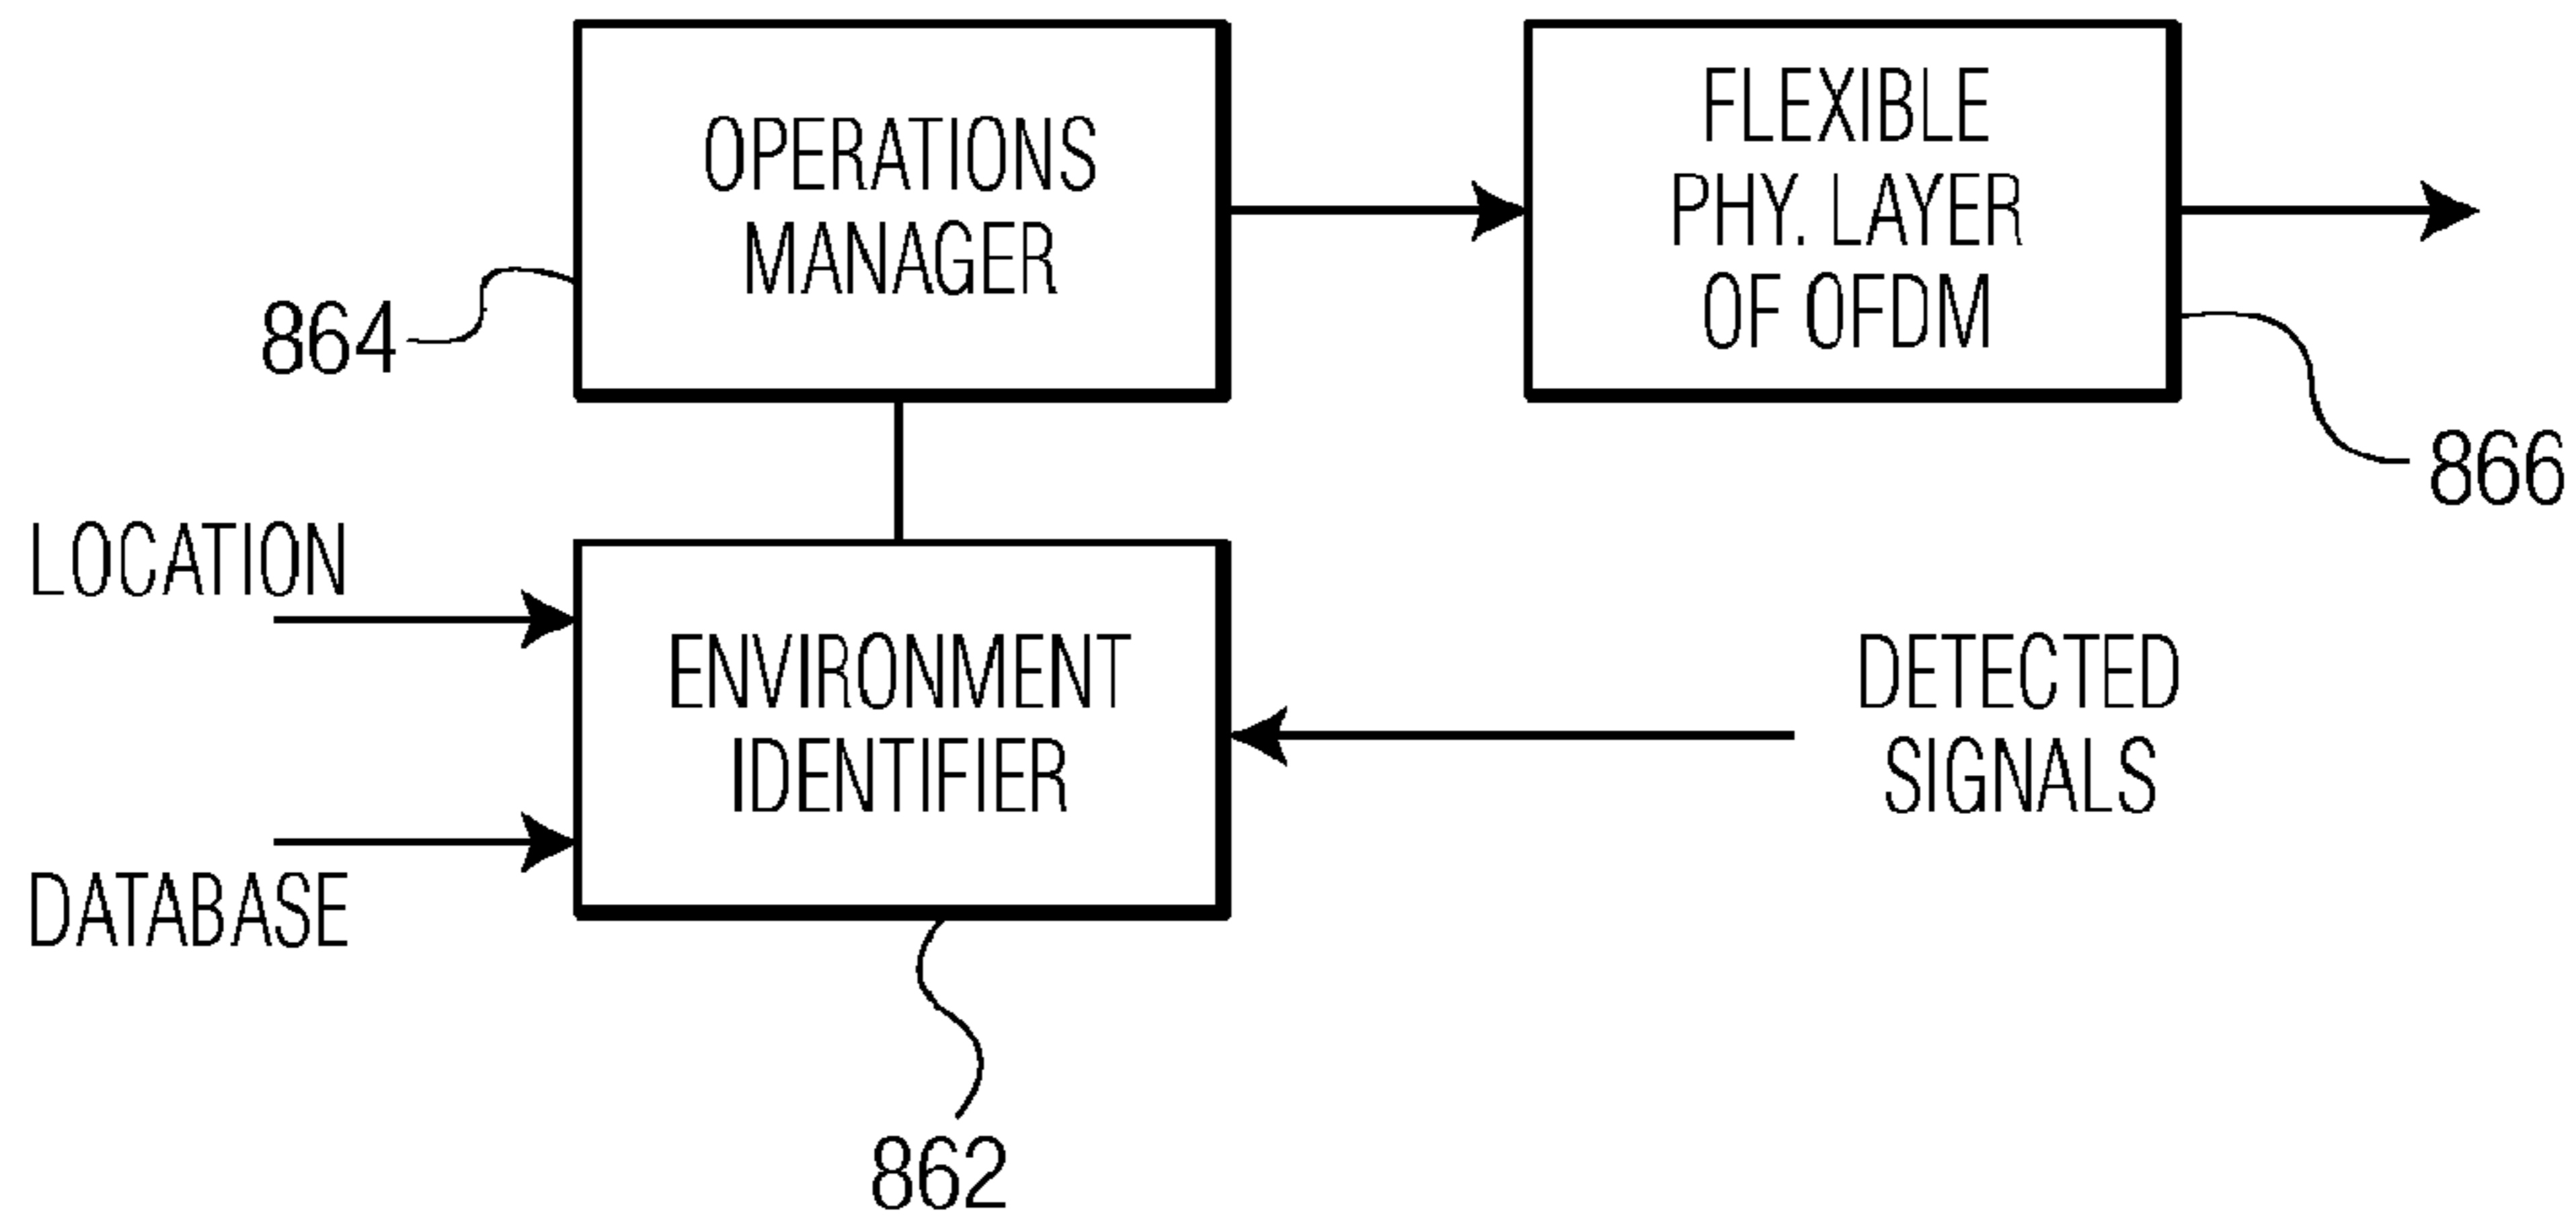 OPERATIONS
MANAGER
864
FLEXIBLE
PHY. LAYER
OF OFDM
866
LOCATION
DATABASE
ENVIRONMENT
IDENTIFIER
862
DETECTED
SIGNALS